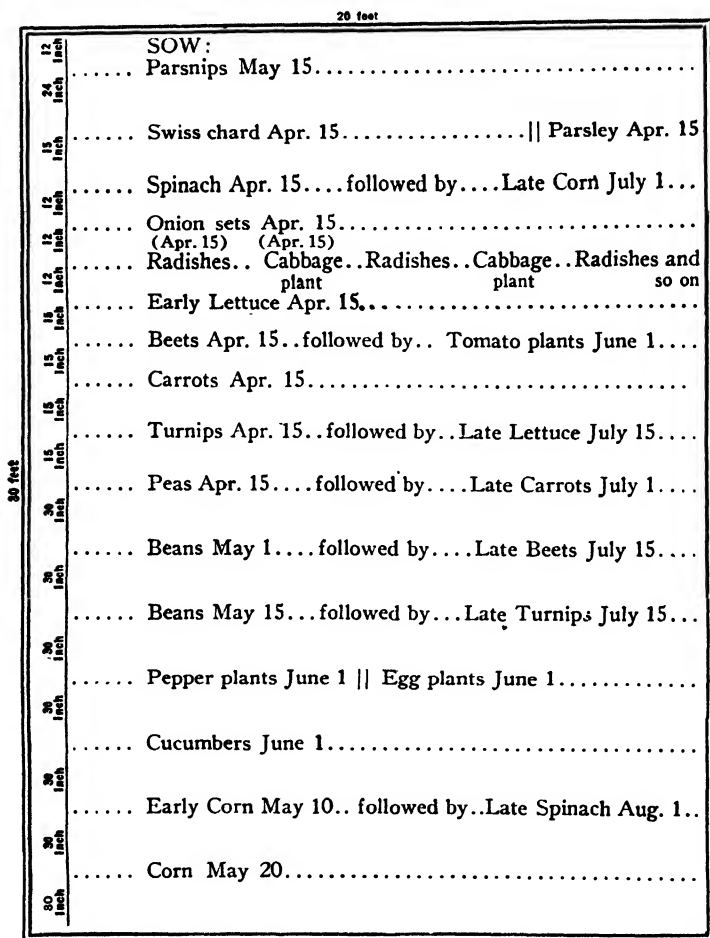 20 feet
12 Inch
SOW:
...... Parsnips May 15..................................
24 Inch
...... Swiss chard Apr. 15.................|| Parsley Apr. 15
15 Inch
...... Spinach Apr. 15....followed by....Late Corn July 1...
12 Inch
...... Onion sets Apr. 15................................
12 Inch
(Apr. 15) (Apr. 15)
...... Radishes.. Cabbage..Radishes..Cabbage..Radishes and
plant plant so on
12 Inch
...... Early Lettuce Apr. 15...............................
18 Inch
...... Beets Apr. 15..followed by.. Tomato plants June 1....
15 Inch
...... Carrots Apr. 15..................................
15 Inch
...... Turnips Apr. 15..followed by..Late Lettuce July 15....
15 Inch
30 feet
...... Peas Apr. 15....followed by....Late Carrots July 1....
30 Inch
...... Beans May 1....followed by....Late Beets July 15....
30 Inch
...... Beans May 15...followed by...Late Turnips July 15...
30 Inch
...... Pepper plants June 1 || Egg plants June 1.............
30 Inch
...... Cucumbers June 1.................................
30 Inch
...... Early Corn May 10.. followed by..Late Spinach Aug. 1..
30 Inch
...... Corn May 20.....................................
30 Inch